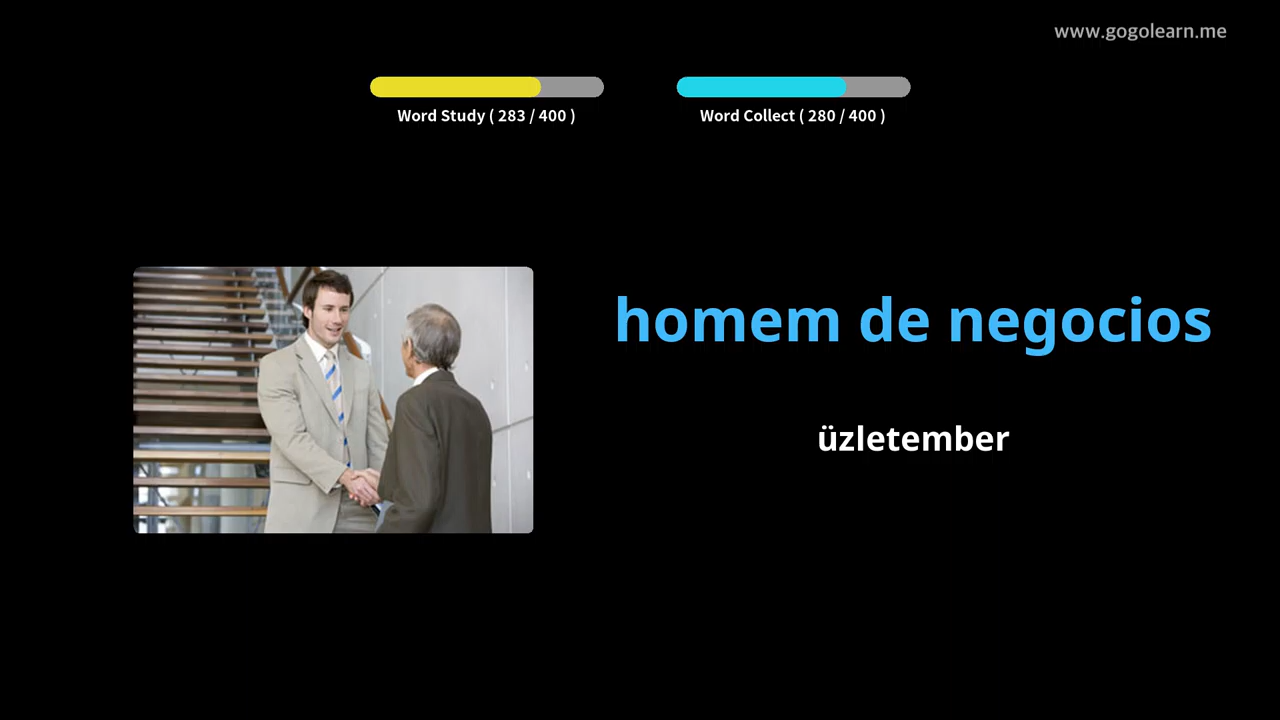 www.gogolearn.me
Word Study ( 283 / 400 )
Word Collect ( 280 / 400 )
homem de negocios
üzletember